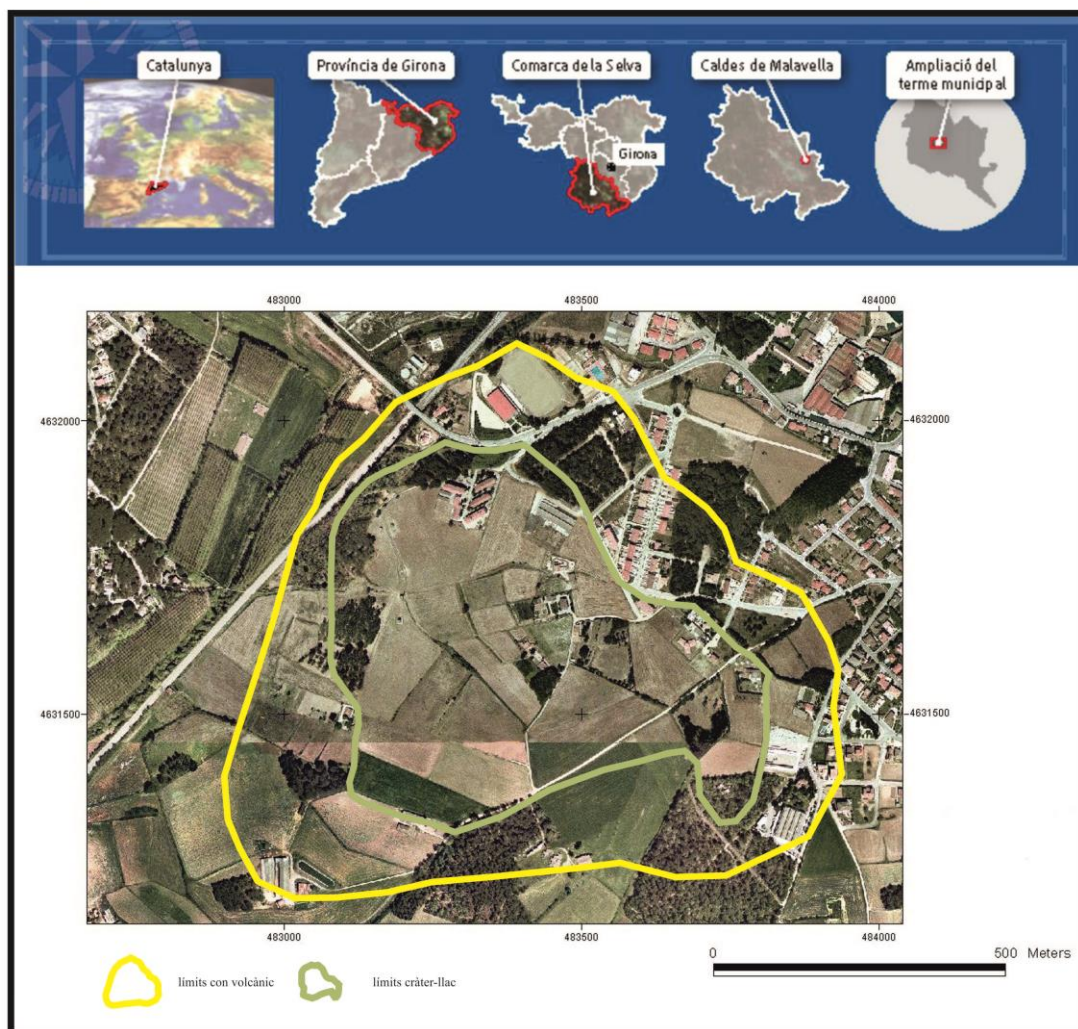 Catalunya
Província de Girona
Comarca de la Selva
Caldes de Malavella
Ampliació del
terme municipal
Girona
483000
483500
484000
4632000
4632000
4631500
4631500
483000
483500
484000
0
500 Meters
límits con volcànic
límits cràter-llac